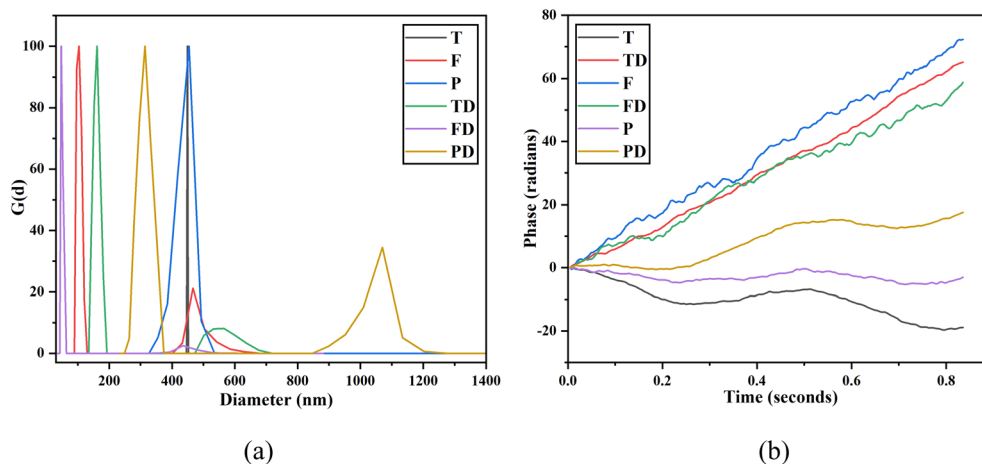 100
80
60
40
20
0
G(d)
200
400
600
800
1000
1200
1400
Diameter (nm)
T
F
P
TD
FD
PD
(a)
80
60
40
20
0
-20
Phase (radians)
0.0
0.2
0.4
0.6
0.8
Time (seconds)
T
TD
F
FD
P
PD
(b)